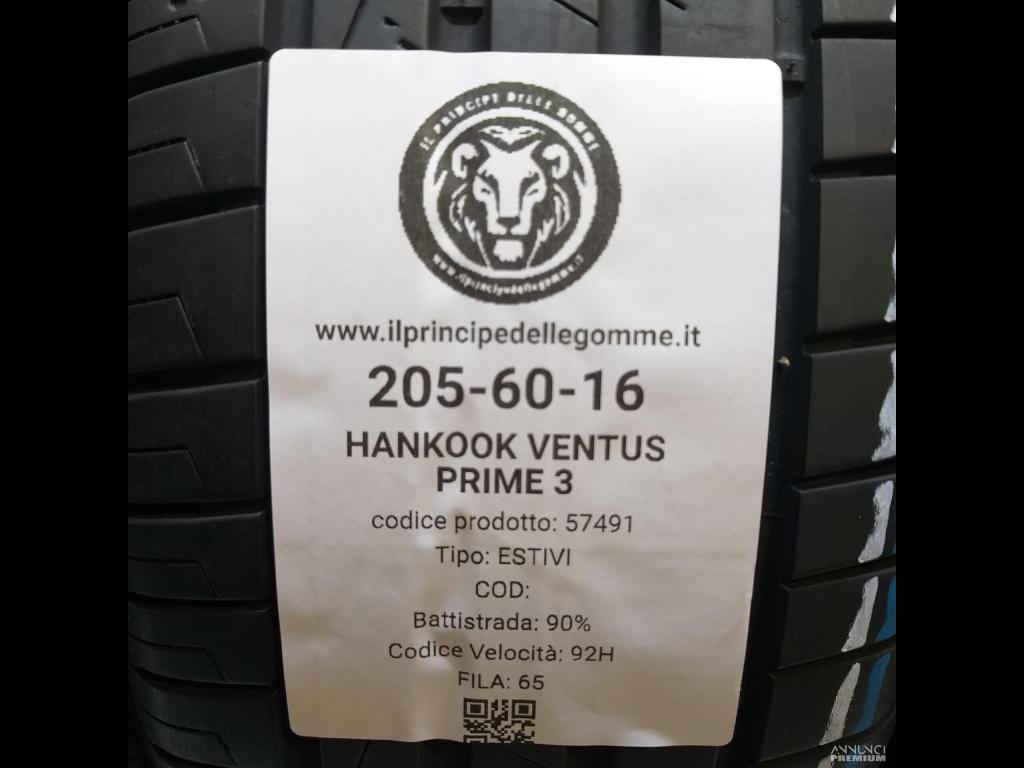 IL PRINCIPE DELLE GOMME
www.ilprincipedellegomme.it
www.ilprincipedellegomme.it
205-60-16
HANKOOK VENTUS
PRIME 3
codice prodotto: 57491
Tipo: ESTIVI
COD:
Battistrada: 90%
Codice Velocità: 92H
FILA: 65
ANNUNCI
PREMIUM